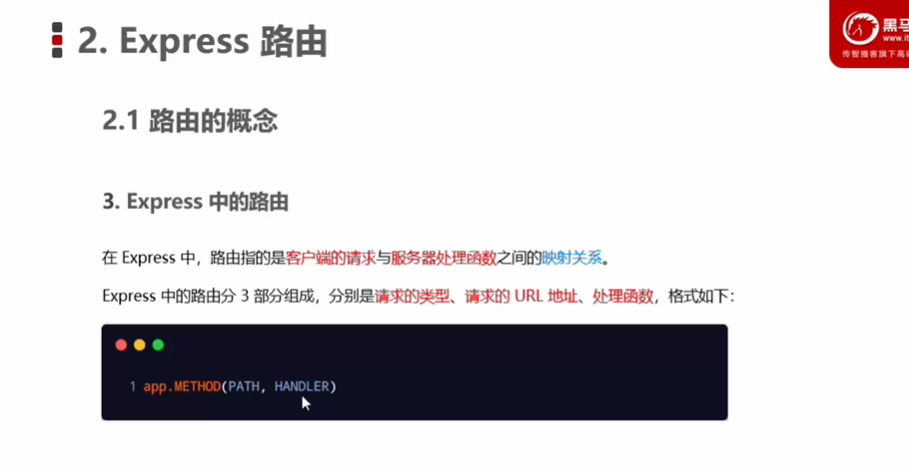 2. Express 路由
黑马
www.it
传智播客旗下高端
2.1 路由的概念
3. Express 中的路由
在 Express 中，路由指的是客户端的请求与服务器处理函数之间的映射关系。
Express 中的路由分 3 部分组成，分别是请求的类型、请求的 URL 地址、处理函数，格式如下：
1 app.METHOD(PATH, HANDLER)